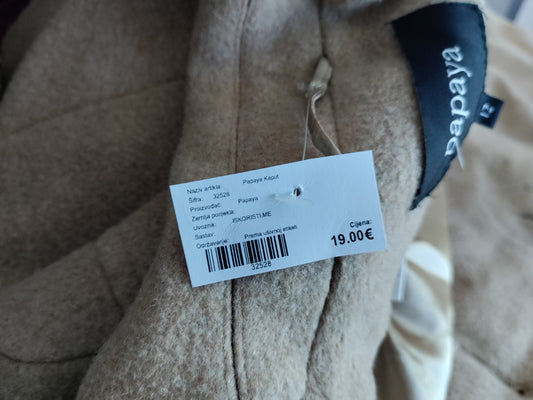 papaya
12
Naziv artikla: Papaya Kaput
Šifra: 32528
Proizvođač: Papaya
Zemlja porijekla:
Uvoznik: ISKORISTI.ME
Sastav:
Održavanje: Prema ušivnoj etiketi
Cijena:
19.00€
32528